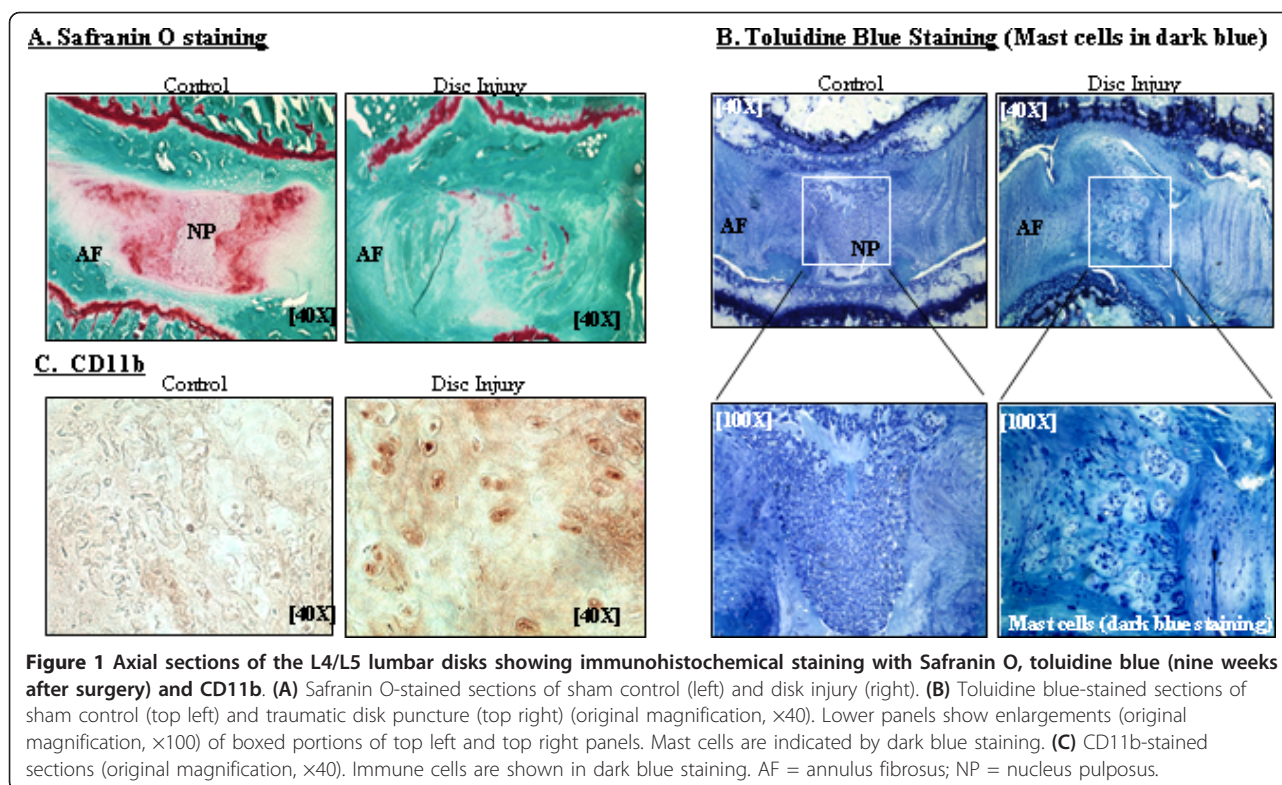 A. Safranin O staining
Control
Disc Injury
NP
AF
AF
[40X]
[40X]
B. Toluidine Blue Staining (Mast cells in dark blue)
Control
Disc Injury
[40X]
[40X]
AF
NP
AF
[100X]
[100X]
Mast cells (dark blue staining)
C. CD11b
Control
Disc Injury
[40X]
[40X]
Figure 1 Axial sections of the L4/L5 lumbar disks showing immunohistochemical staining with Safranin O, toluidine blue (nine weeks
after surgery) and CD11b. (A) Safranin O-stained sections of sham control (left) and disk injury (right). (B) Toluidine blue-stained sections of
sham control (top left) and traumatic disk puncture (top right) (original magnification, ×40). Lower panels show enlargements (original
magnification, ×100) of boxed portions of top left and top right panels. Mast cells are indicated by dark blue staining. (C) CD11b-stained
sections (original magnification, ×40). Immune cells are shown in dark blue staining. AF = annulus fibrosus; NP = nucleus pulposus.